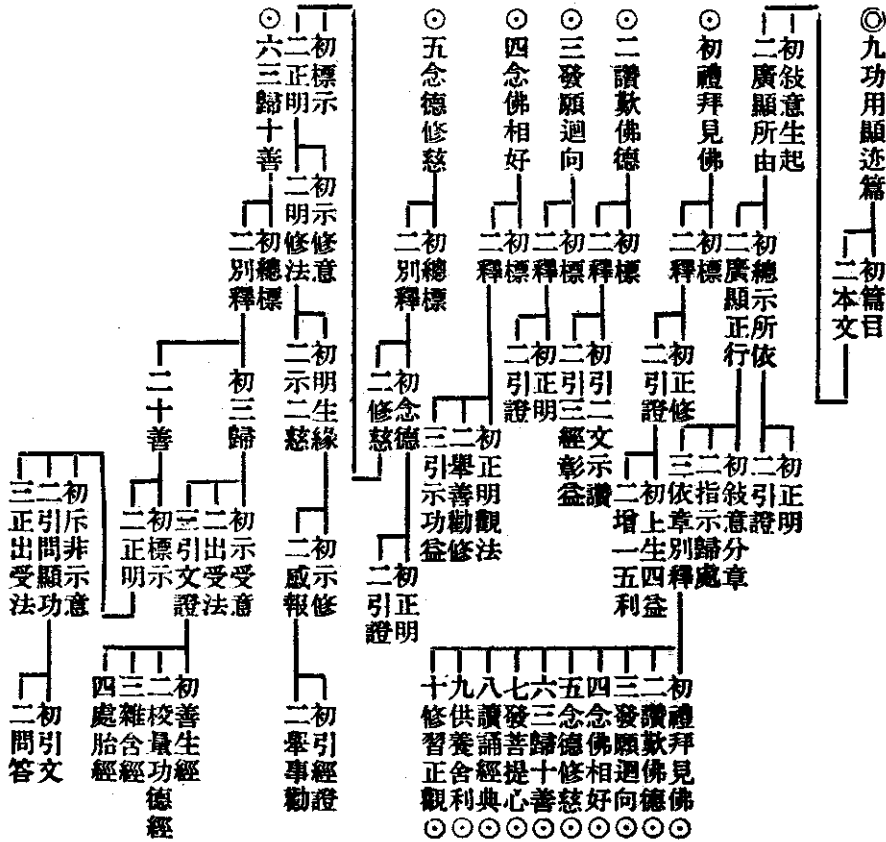 ◎九功用顯迹篇
初篇目
二本文
初敍意生起
二廣顯所由
初總示所依
二廣顯正行
初正明
二引證
初敍意分章
二指示歸處
三依章別釋
初禮拜見佛⊙
二讚歎佛德⊙
三發願迴向⊙
四念佛相好⊙
五念德修慈⊙
六三歸十善⊙
七發菩提心⊙
八讀誦經典⊙
九供養舍利⊙
十修習正觀⊙
⊙初禮拜見佛
初標
二釋
初正修
二引證
初上生四益
二增一五利
⊙二讚歎佛德
初標
二釋
初引二文示讚
二引三經彰益
⊙三發願迴向
初標
二釋
初正明
二引證
⊙四念佛相好
初標
二釋
初正明觀法
二舉善勸修
三引示功益
⊙五念德修慈
初總標
二別釋
初念德
二修慈
初正明
二引證
初標示
二正明
初示修意
二明修法
初明生緣
二示二慈
初示修
二感報
初引經證
二舉事勸
⊙六三歸十善
初總標
二別釋
初三歸
二十善
初示受意
二出受法
三引文證
初善生經
二校量功德經
三雜含經
四處胎經
初標示
二正明
初斥非示意
二引問顯功
三正出受法
初引文
二問答